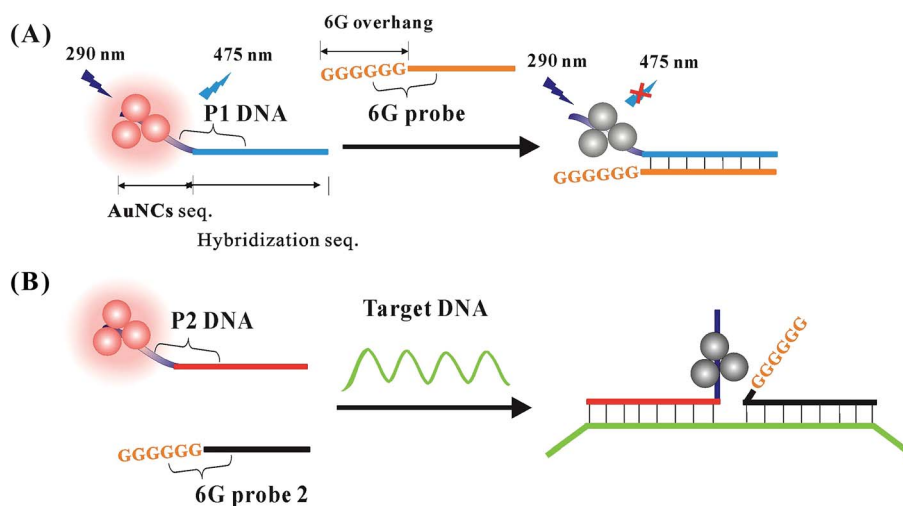 (A)
6G overhang
290 nm
475 nm
GGGGGG
P1 DNA
6G probe
AuNCs seq.
Hybridization seq.
290 nm
475 nm
GGGGGG
(B)
P2 DNA
GGGGGG
6G probe 2
Target DNA
GGGGGG